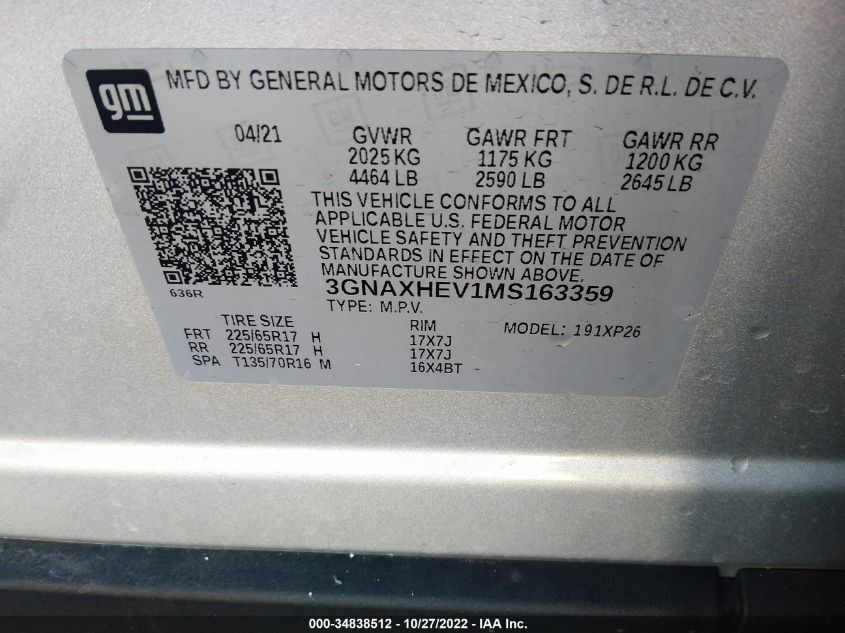 gm
MFD BY GENERAL MOTORS DE MEXICO, S. DE R.L. DE C.V.
04/21 GVWR GAWR FRT GAWR RR
2025 KG 1175 KG 1200 KG
4464 LB 2590 LB 2645 LB
THIS VEHICLE CONFORMS TO ALL
APPLICABLE U.S. FEDERAL MOTOR
VEHICLE SAFETY AND THEFT PREVENTION
STANDARDS IN EFFECT ON THE DATE OF
MANUFACTURE SHOWN ABOVE.
636R
3GNAXHEV1MS163359
TYPE: M.P.V.
TIRE SIZE RIM MODEL: 191XP26
FRT 225/65R17 H 17X7J
RR 225/65R17 H 17X7J
SPA T135/70R16 M 16X4BT
000-34838512 - 10/27/2022 - IAA Inc.